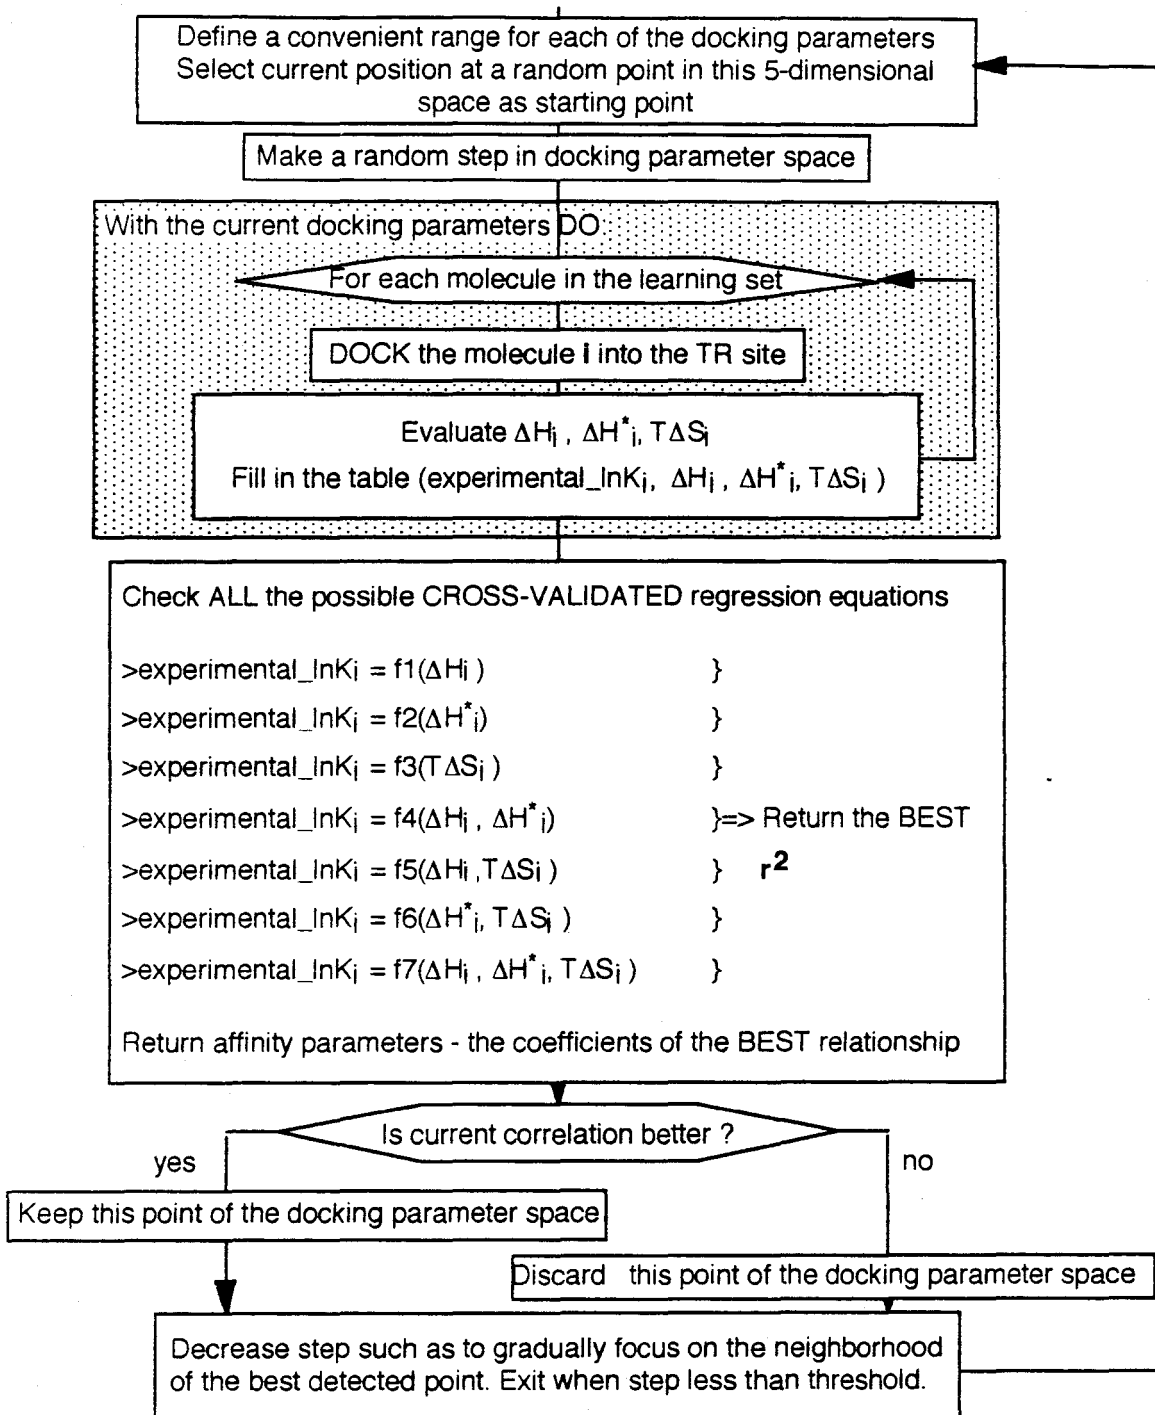 Define a convenient range for each of the docking parameters
Select current position at a random point in this 5-dimensional
space as starting point
Make a random step in docking parameter space
With the current docking parameters DO:
For each molecule in the learning set
DOCK the molecule i into the TR site
Evaluate ΔHi , ΔH*i, TΔSi
Fill in the table (experimental_lnKi, ΔHi , ΔH*i, TΔSi )
Check ALL the possible CROSS-VALIDATED regression equations
>experimental_lnKi = f1(ΔHi ) }
>experimental_lnKi = f2(ΔH*i) }
>experimental_lnKi = f3(TΔSi ) }
>experimental_lnKi = f4(ΔHi , ΔH*i) }=> Return the BEST
>experimental_lnKi = f5(ΔHi ,TΔSi ) } r²
>experimental_lnKi = f6(ΔH*i, TΔSi ) }
>experimental_lnKi = f7(ΔHi , ΔH*i, TΔSi ) }
Return affinity parameters - the coefficients of the BEST relationship
Is current correlation better ?
yes
no
Keep this point of the docking parameter space
Discard this point of the docking parameter space
Decrease step such as to gradually focus on the neighborhood
of the best detected point. Exit when step less than threshold.